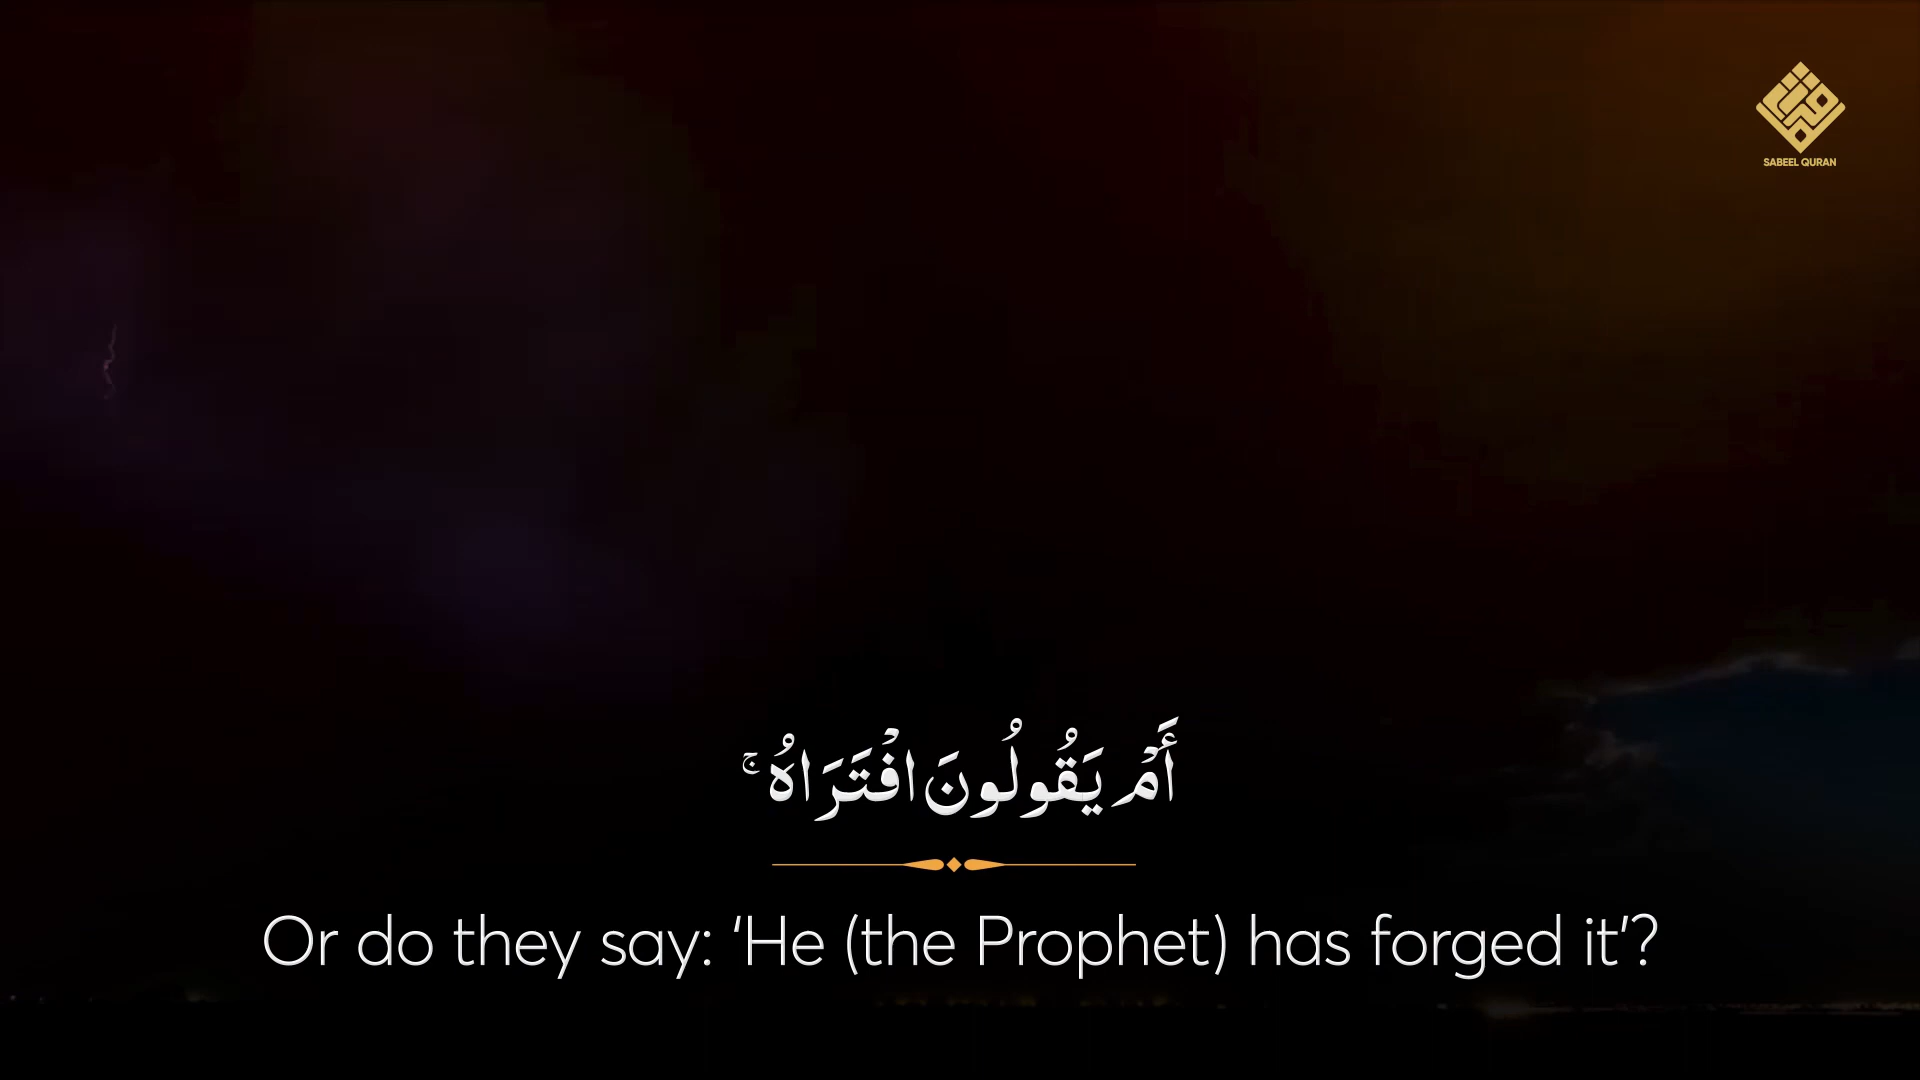 SABEEL QURAN
أَمْ يَقُولُونَ افْتَرَاهُ ۚ
Or do they say: ‘He (the Prophet) has forged it’?